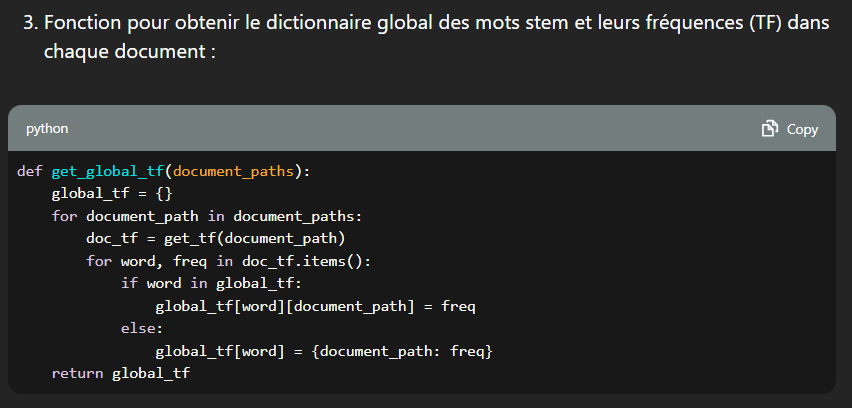 3. Fonction pour obtenir le dictionnaire global des mots stem et leurs fréquences (TF) dans
chaque document :
python
Copy
def get_global_tf(document_paths):
    global_tf = {}
    for document_path in document_paths:
        doc_tf = get_tf(document_path)
        for word, freq in doc_tf.items():
            if word in global_tf:
                global_tf[word][document_path] = freq
            else:
                global_tf[word] = {document_path: freq}
    return global_tf